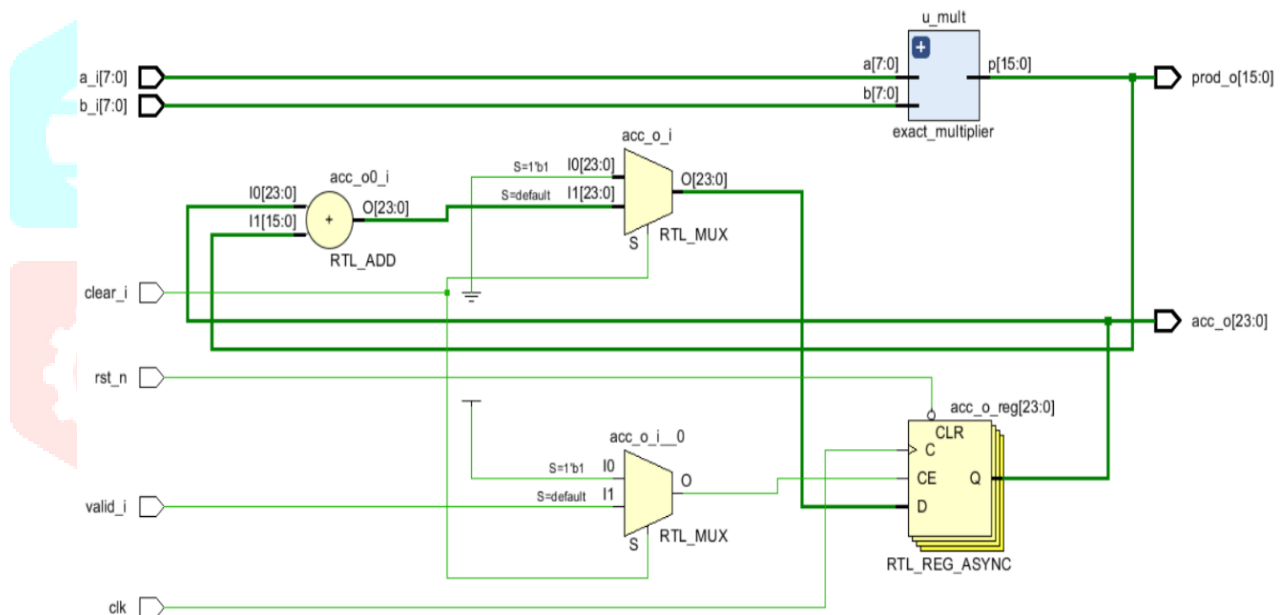 u_mult
a_i[7:0]
a[7:0]
p[15:0]
prod_o[15:0]
b_i[7:0]
b[7:0]
exact_multiplier
acc_o_i
S=1'b1
I0[23:0]
O[23:0]
acc_o0_i
S=default
I1[23:0]
I0[23:0]
O[23:0]
I1[15:0]
+
S
RTL_MUX
RTL_ADD
clear_i
acc_o[23:0]
rst_n
acc_o_reg[23:0]
CLR
acc_o_i__0
C
S=1'b1
I0
O
CE
Q
S=default
I1
valid_i
D
S
RTL_MUX
RTL_REG_ASYNC
clk